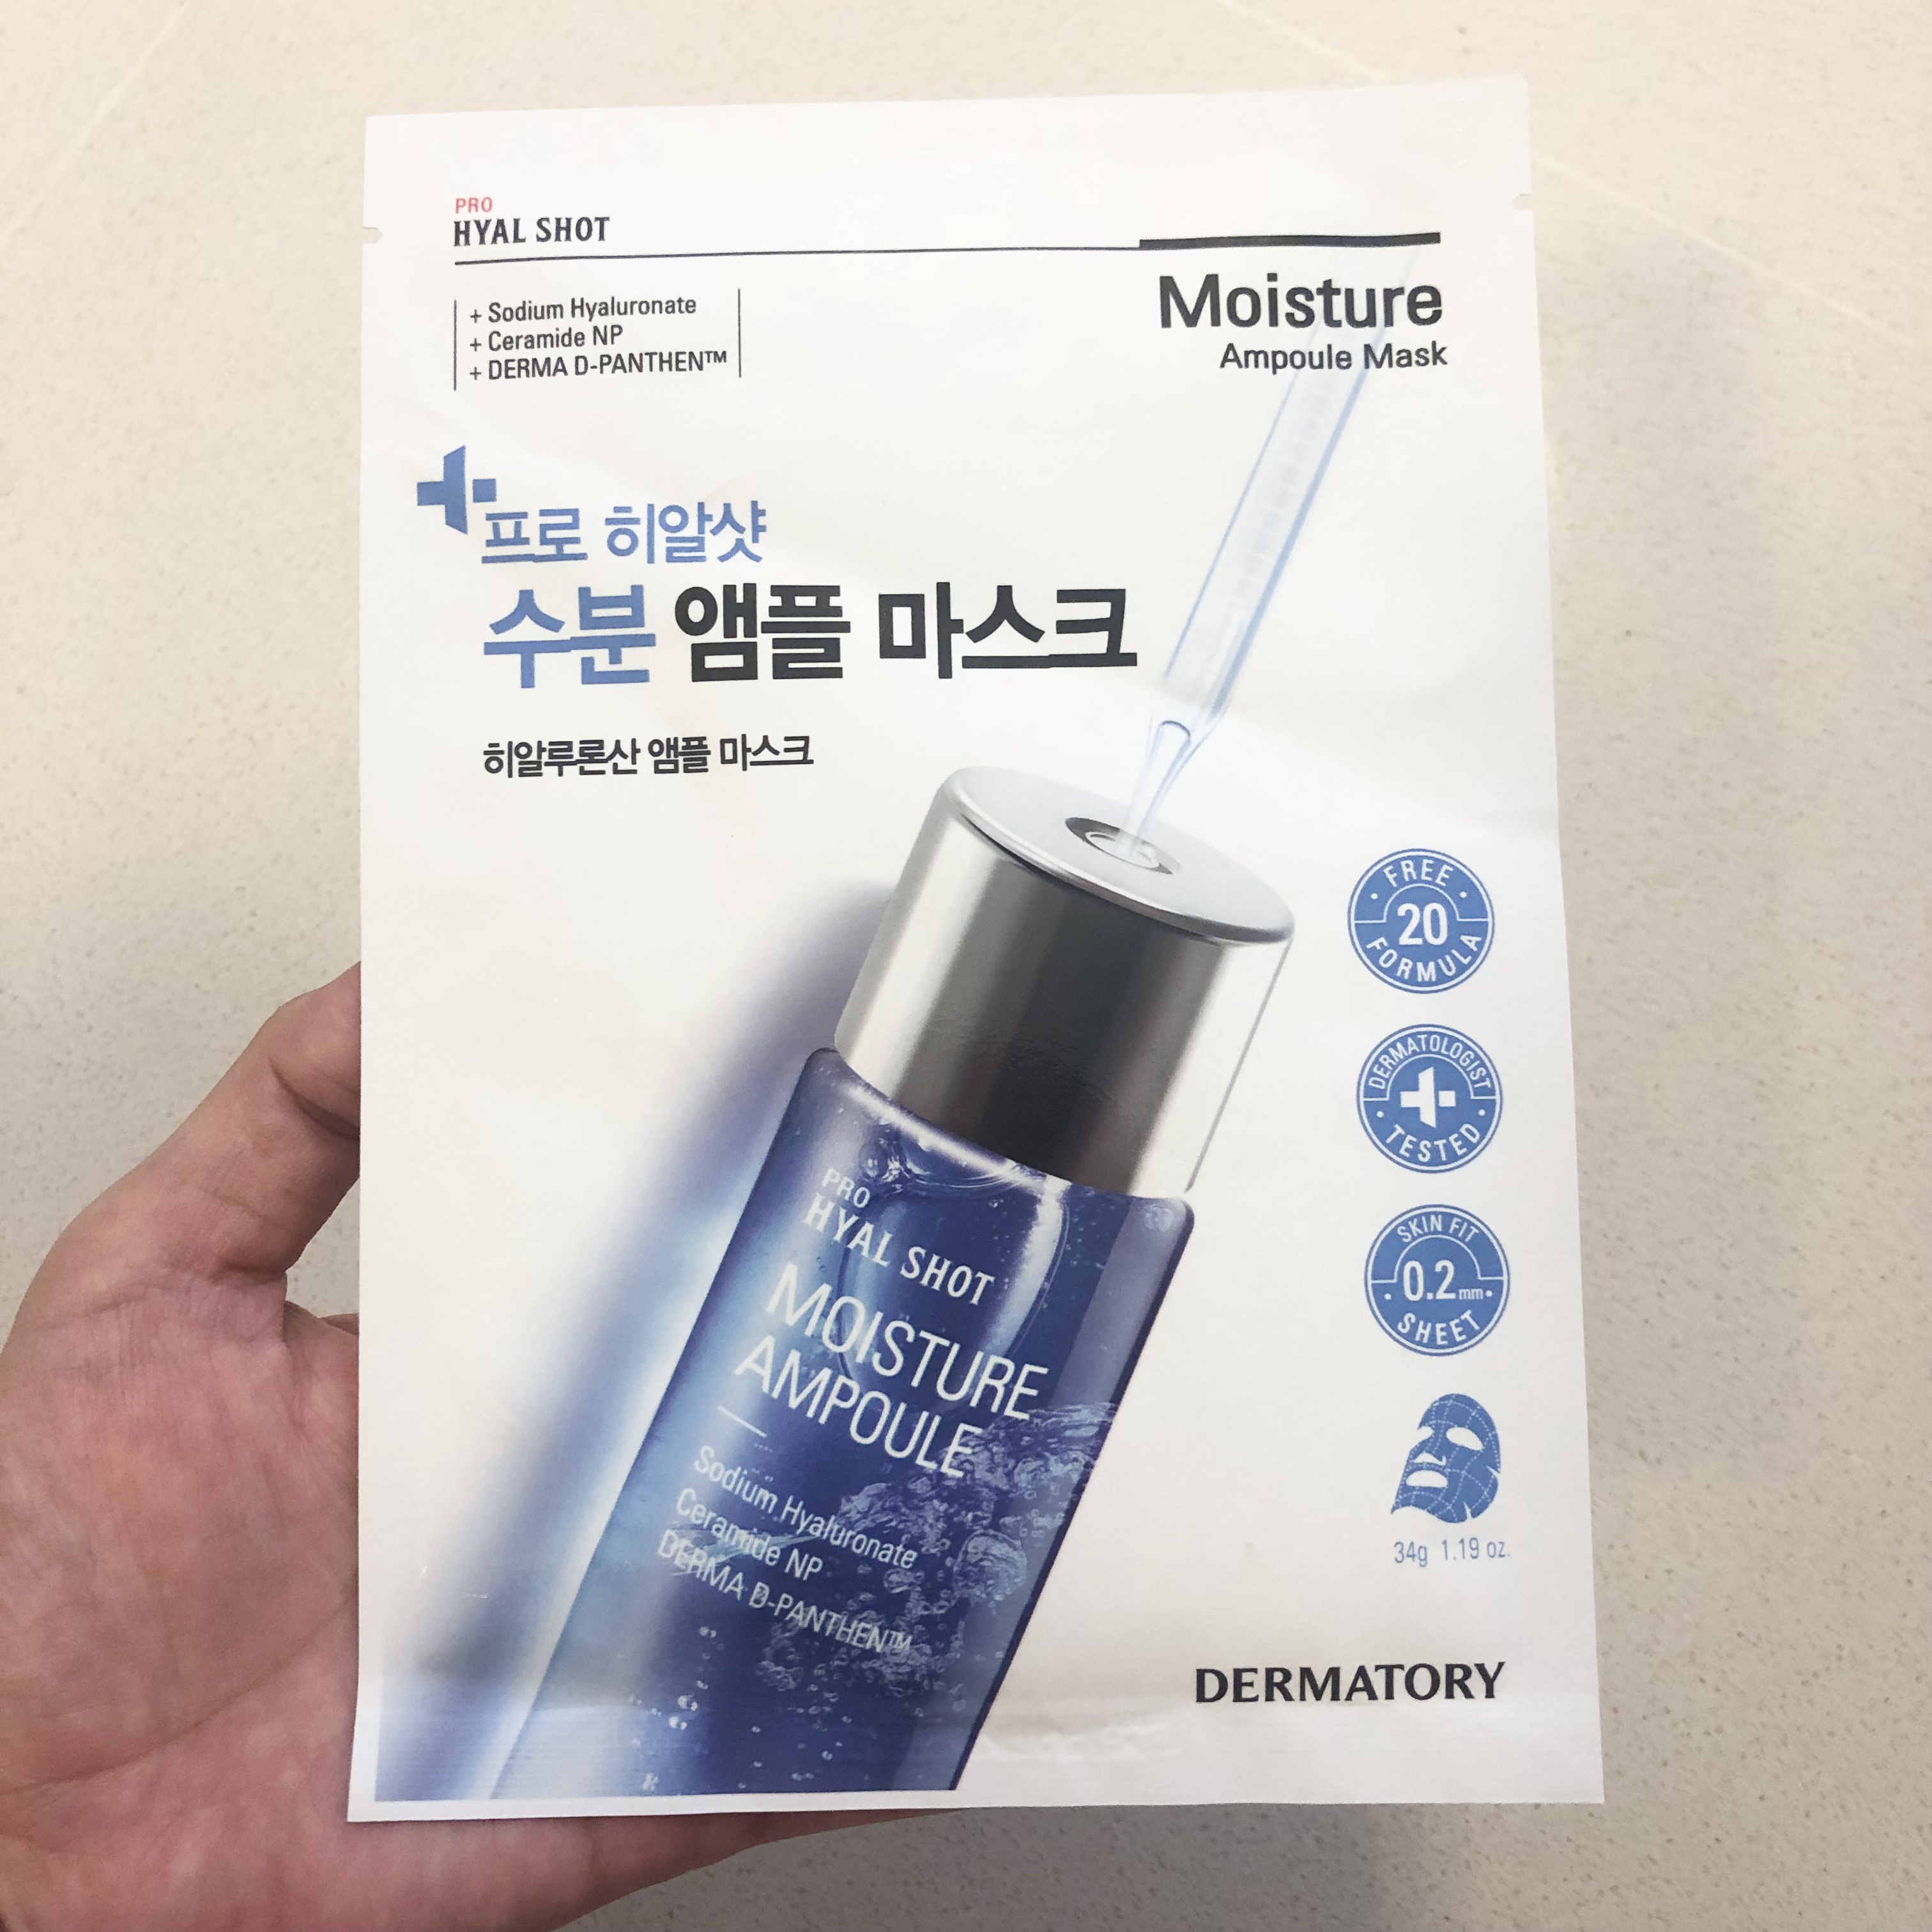 PRO
HYAL SHOT
+ Sodium Hyaluronate
+ Ceramide NP
+ DERMA D-PANTHEN™
Moisture
Ampoule Mask
프로 히알샷
수분 앰플 마스크
히알루론산 앰플 마스크
FREE
20
FORMULA
DERMATOLOGIST
TESTED
SKIN FIT
0.2mm
SHEET
34g 1.19 oz.
PRO
HYAL SHOT
MOISTURE
AMPOULE
Sodium Hyaluronate
Ceramide NP
DERMA D-PANTHEN™
DERMATORY